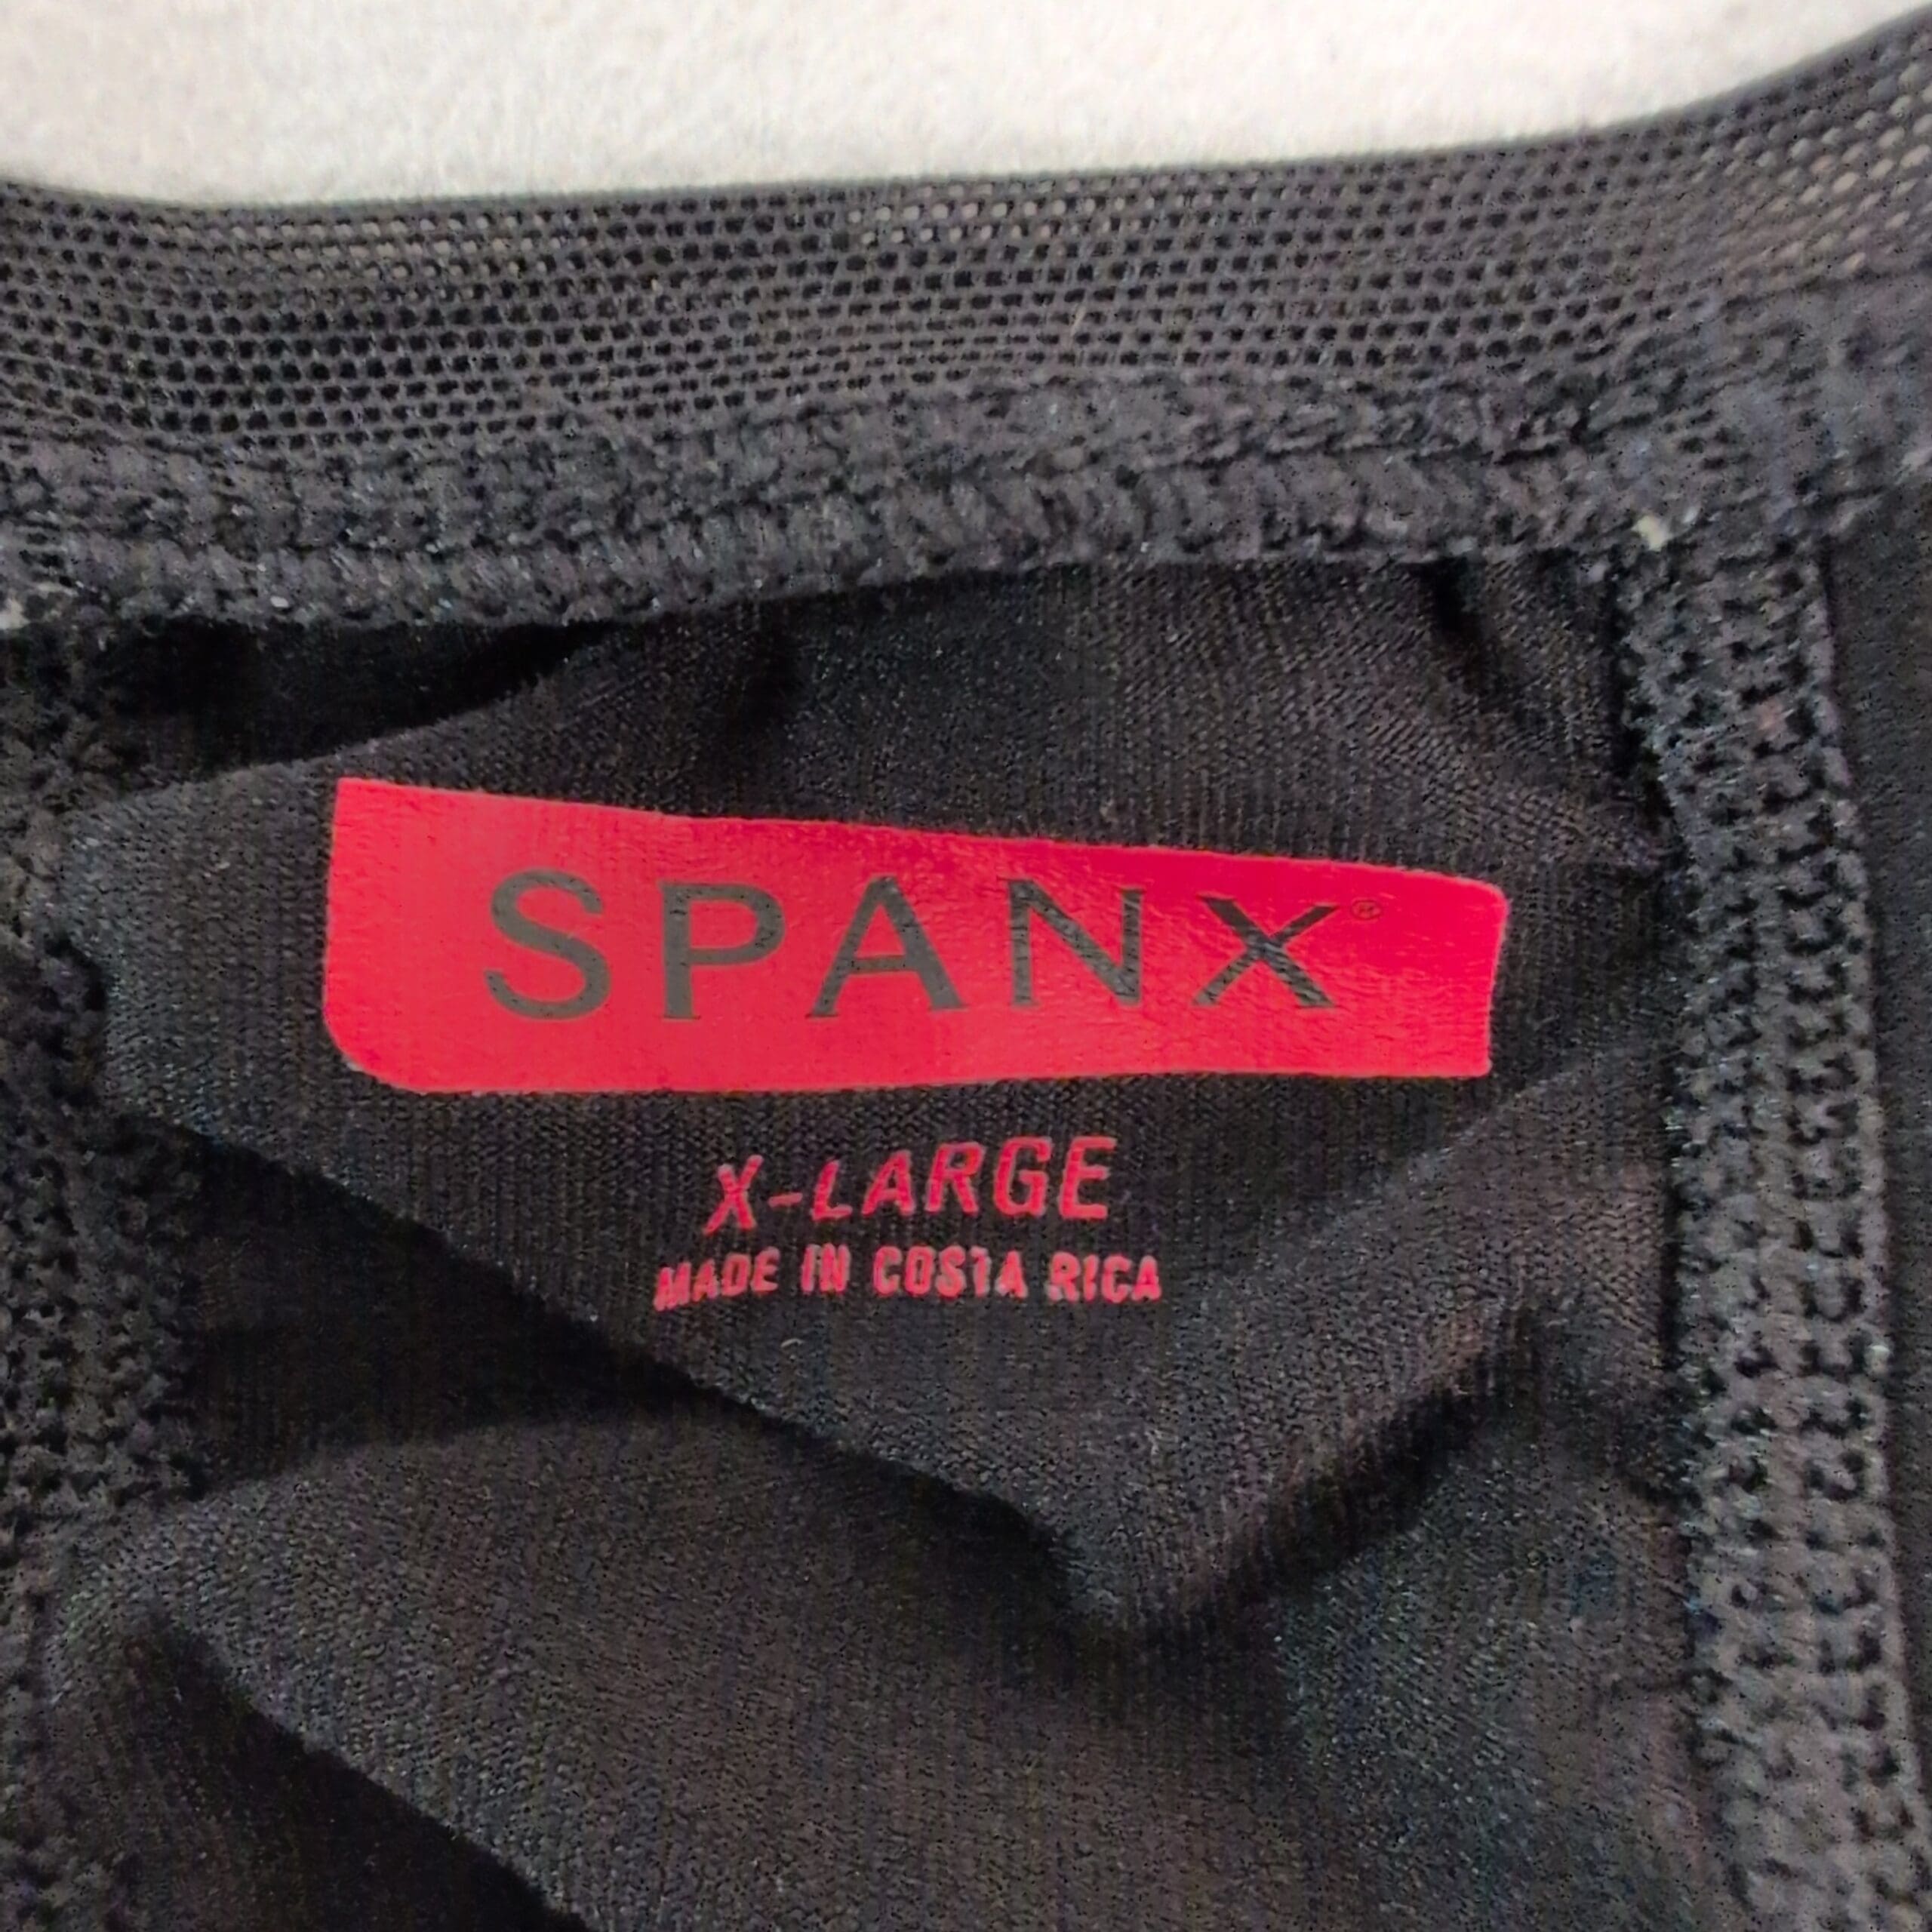 SPANX®
X-LARGE
MADE IN COSTA RICA